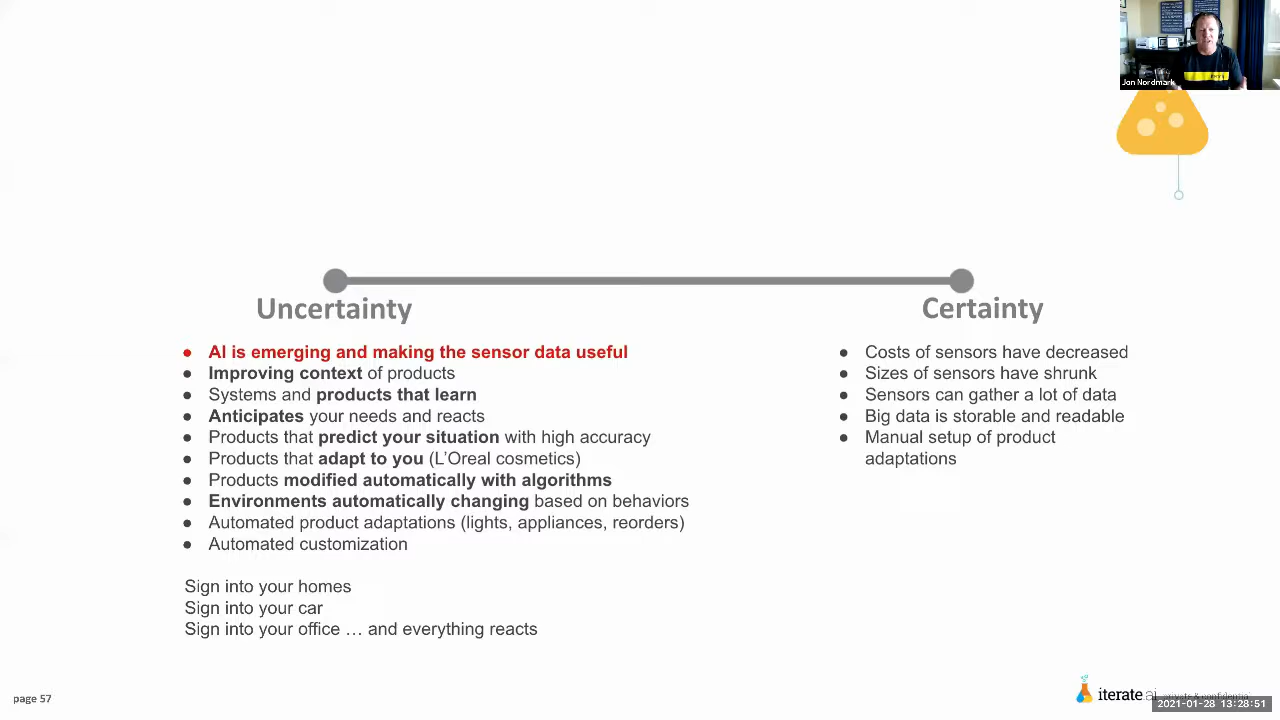 Jon Nordmark
Uncertainty
Certainty
● AI is emerging and making the sensor data useful
● Improving context of products
● Systems and products that learn
● Anticipates your needs and reacts
● Products that predict your situation with high accuracy
● Products that adapt to you (L'Oreal cosmetics)
● Products modified automatically with algorithms
● Environments automatically changing based on behaviors
● Automated product adaptations (lights, appliances, reorders)
● Automated customization
Sign into your homes
Sign into your car
Sign into your office … and everything reacts
● Costs of sensors have decreased
● Sizes of sensors have shrunk
● Sensors can gather a lot of data
● Big data is storable and readable
● Manual setup of product
adaptations
page 57
iterate.ai private & confidential
2021-01-28 13:28:51